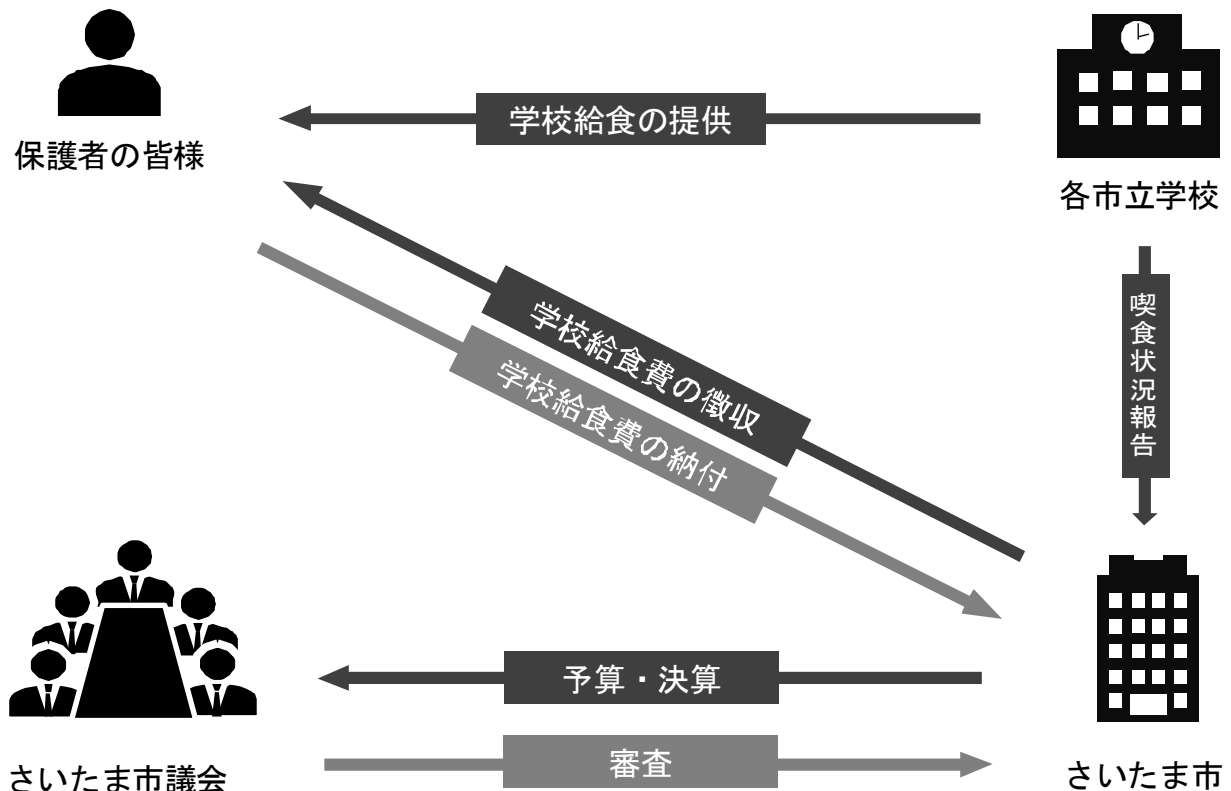 学校給食の提供
保護者の皆様
各市立学校
学校給食費の徴収
学校給食費の納付
喫食状況報告
予算・決算
審査
さいたま市議会
さいたま市